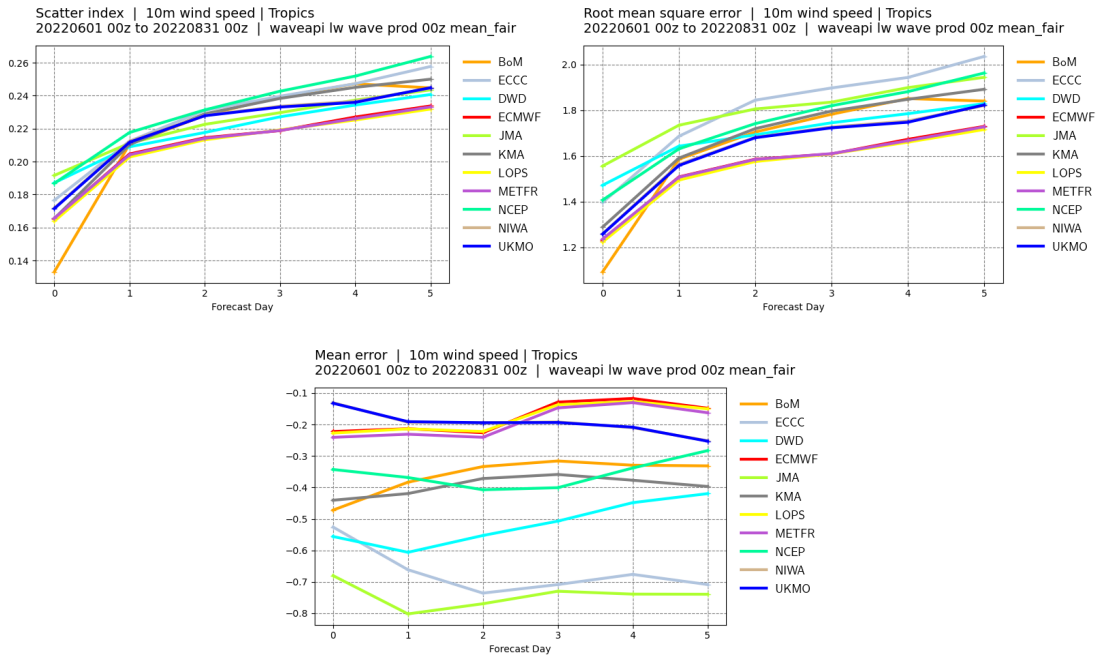 Scatter index | 10m wind speed | Tropics
20220601 00z to 20220831 00z | waveapi lw wave prod 00z mean_fair
0.26
0.24
0.22
0.20
0.18
0.16
0.14
0 1 2 3 4 5
Forecast Day
BoM
ECCC
DWD
ECMWF
JMA
KMA
LOPS
METFR
NCEP
NIWA
UKMO
Root mean square error | 10m wind speed | Tropics
20220601 00z to 20220831 00z | waveapi lw wave prod 00z mean_fair
2.0
1.8
1.6
1.4
1.2
0 1 2 3 4 5
Forecast Day
BoM
ECCC
DWD
ECMWF
JMA
KMA
LOPS
METFR
NCEP
NIWA
UKMO
Mean error | 10m wind speed | Tropics
20220601 00z to 20220831 00z | waveapi lw wave prod 00z mean_fair
−0.1
−0.2
−0.3
−0.4
−0.5
−0.6
−0.7
−0.8
0 1 2 3 4 5
Forecast Day
BoM
ECCC
DWD
ECMWF
JMA
KMA
LOPS
METFR
NCEP
NIWA
UKMO